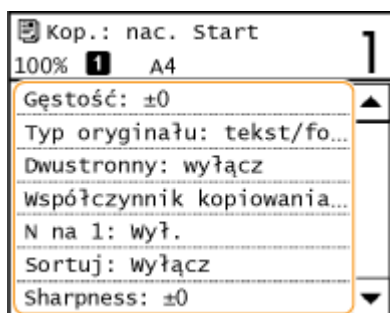 Kop.: nac. Start
100% 1 A4
1
Gęstość: ±0
Typ oryginału: tekst/fo...
Dwustronny: wyłącz
Współczynnik kopiowania...
N na 1: Wył.
Sortuj: Wyłącz
Sharpness: ±0